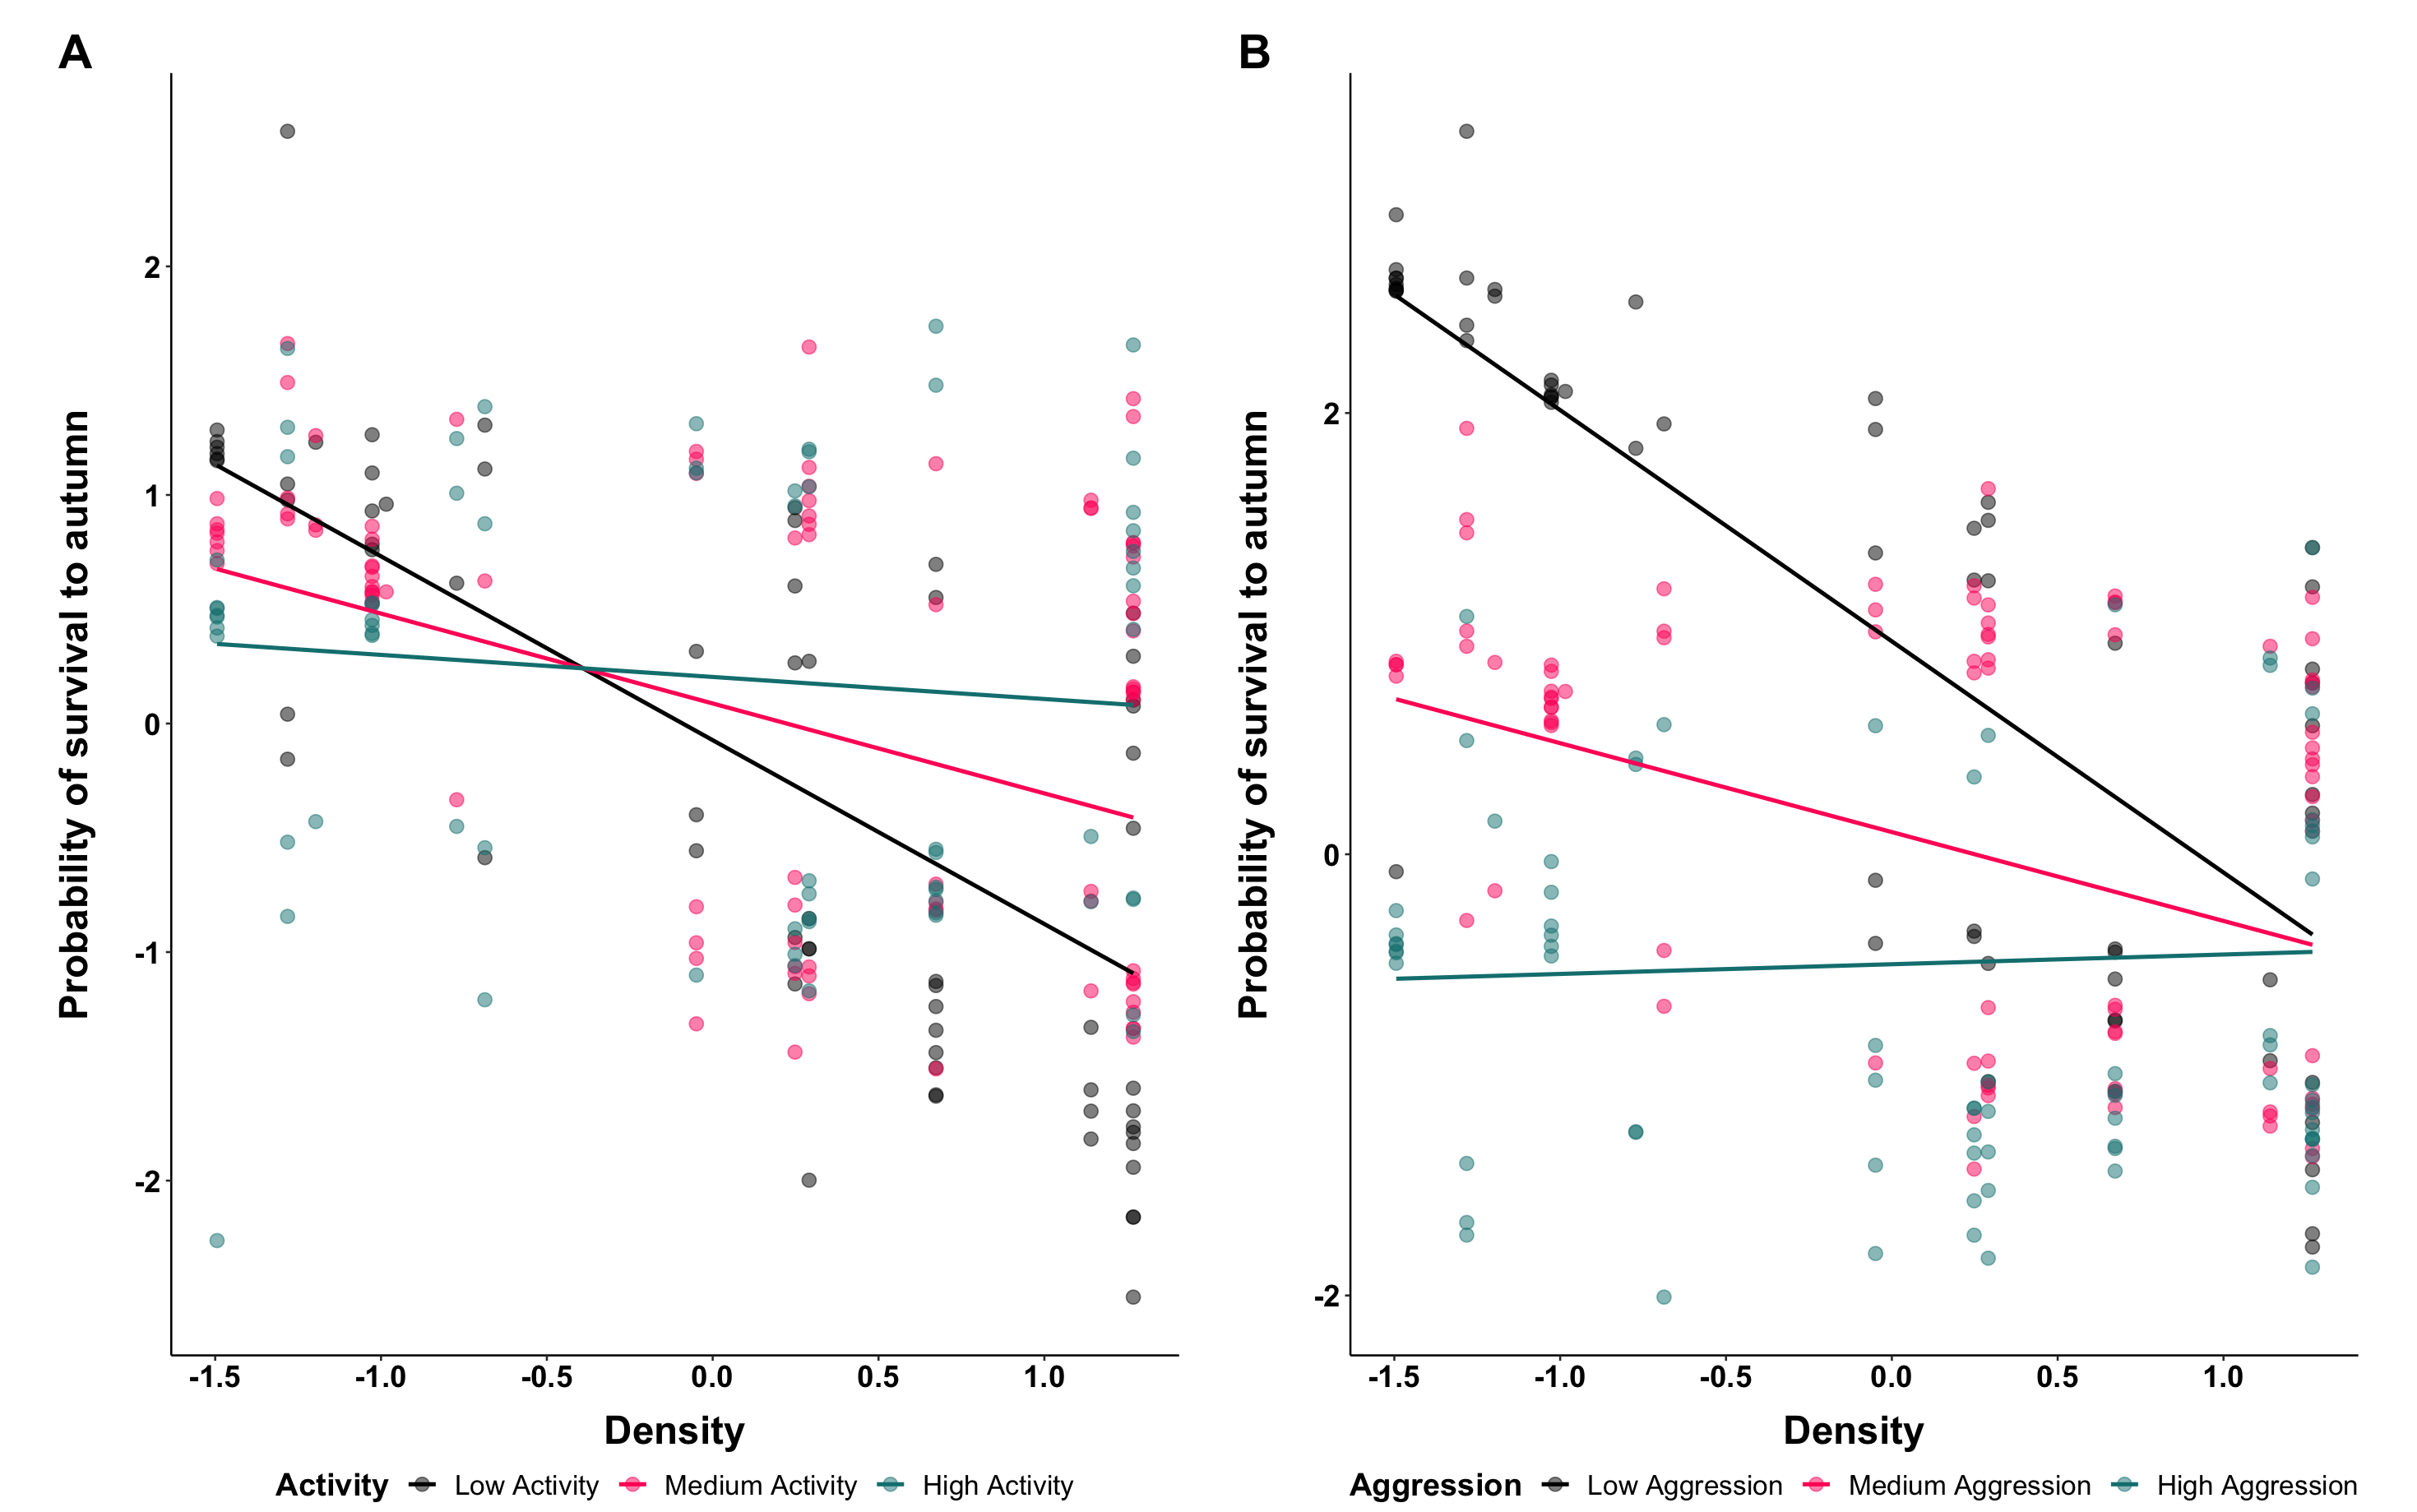 A
B
Probability of survival to autumn
2
1
0
-1
-2
-1.5 -1.0 -0.5 0.0 0.5 1.0
Density
Activity Low Activity Medium Activity High Activity
Probability of survival to autumn
2
0
-2
-1.5 -1.0 -0.5 0.0 0.5 1.0
Density
Aggression Low Aggression Medium Aggression High Aggression